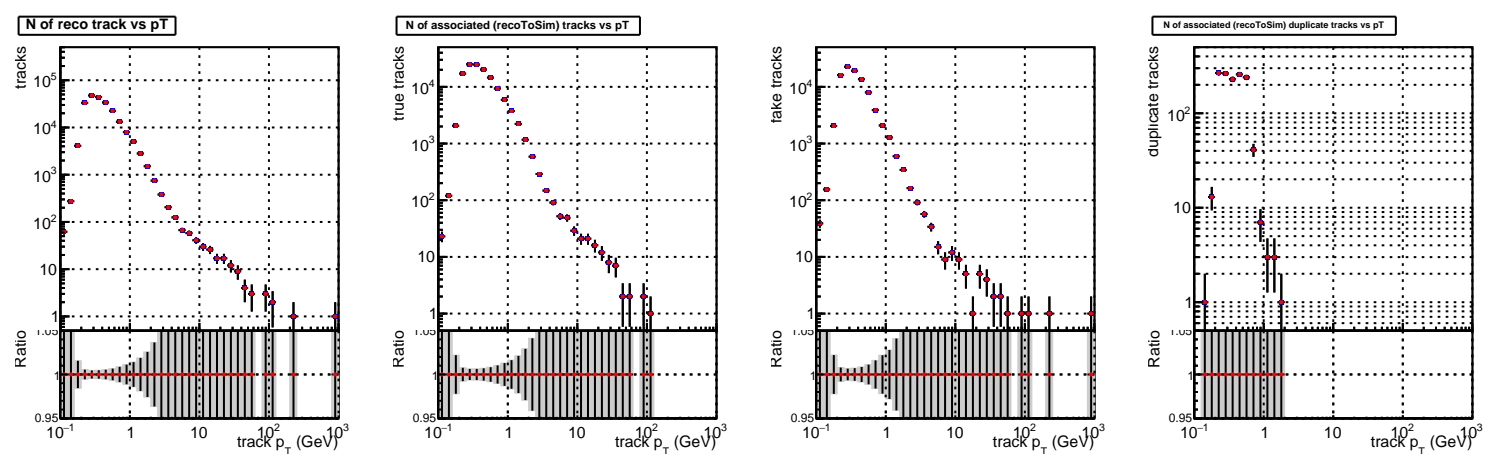 N of reco track vs pT
tracks
10^5
10^4
10^3
10^2
10
1
Ratio
1.05
1
0.95
10^-1 1 10 10^2 10^3
track p_T (GeV)
N of associated (recoToSim) tracks vs pT
true tracks
10^4
10^3
10^2
10
1
Ratio
1.05
1
0.95
10^-1 1 10 10^2 10^3
track p_T (GeV)
fake tracks
10^4
10^3
10^2
10
1
Ratio
1.05
1
0.95
10^-1 1 10 10^2 10^3
track p_T (GeV)
N of associated (recoToSim) duplicate tracks vs pT
duplicate tracks
10^2
10
1
Ratio
1.05
1
0.95
10^-1 1 10 10^2 10^3
track p_T (GeV)